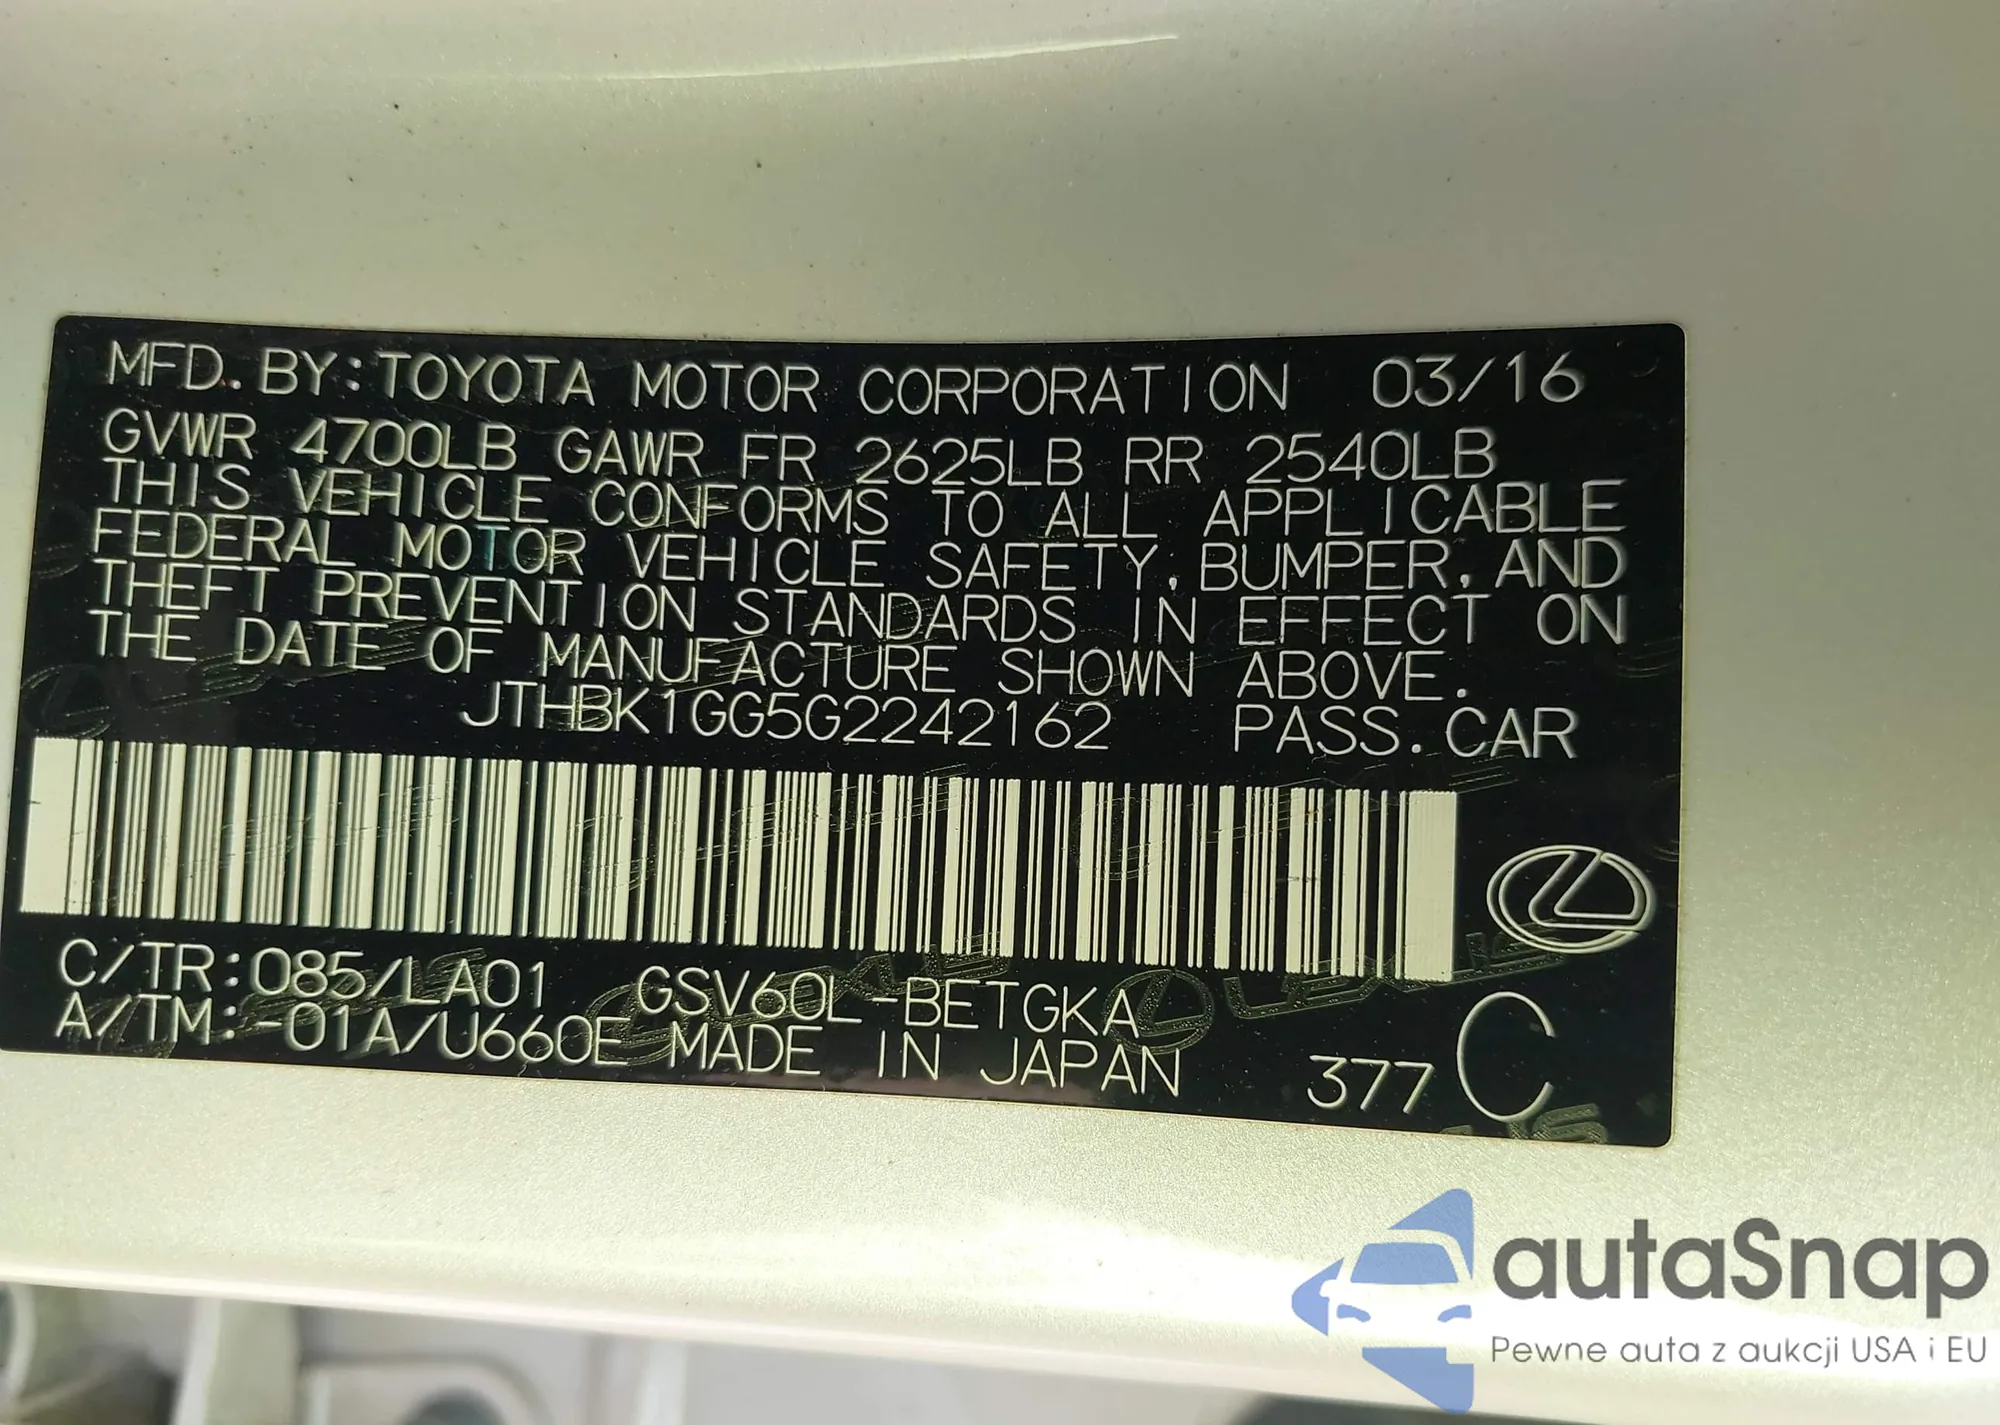 MFD. BY:TOYOTA MOTOR CORPORATION 03/16
GVWR 4700LB GAWR FR 2625LB RR 2540LB
THIS VEHICLE CONFORMS TO ALL APPLICABLE
FEDERAL MOTOR VEHICLE SAFETY, BUMPER, AND
THEFT PREVENTION STANDARDS IN EFFECT ON
THE DATE OF MANUFACTURE SHOWN ABOVE.
JTHBK1GG5G2242162 PASS.CAR
C/TR:085/LA01 GSV60L-BETGKA
A/TM:-01A/U660E MADE IN JAPAN 377 C
autaSnap
Pewne auta z aukcji USA i EU